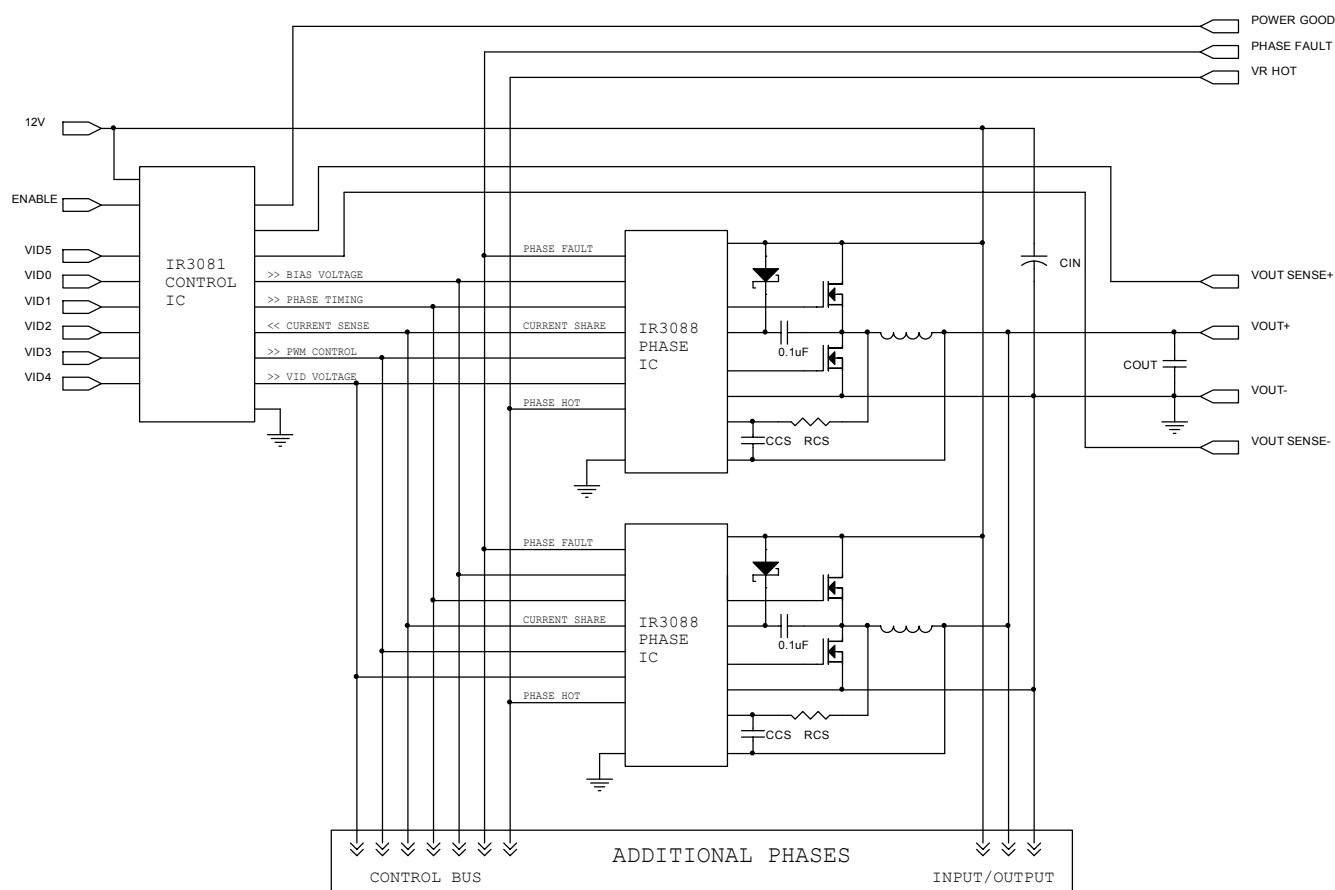 POWER GOOD
PHASE FAULT
VR HOT
12V
ENABLE
VID5
VID0
VID1
VID2
VID3
VID4
IR3081
CONTROL
IC
>> BIAS VOLTAGE
>> PHASE TIMING
<< CURRENT SENSE
>> PWM CONTROL
>> VID VOLTAGE
PHASE FAULT
CURRENT SHARE
PHASE HOT
IR3088
PHASE
IC
0.1uF
CCS RCS
CIN
COUT
VOUT SENSE+
VOUT+
VOUT-
VOUT SENSE-
PHASE FAULT
CURRENT SHARE
PHASE HOT
IR3088
PHASE
IC
0.1uF
CCS RCS
ADDITIONAL PHASES
CONTROL BUS
INPUT/OUTPUT